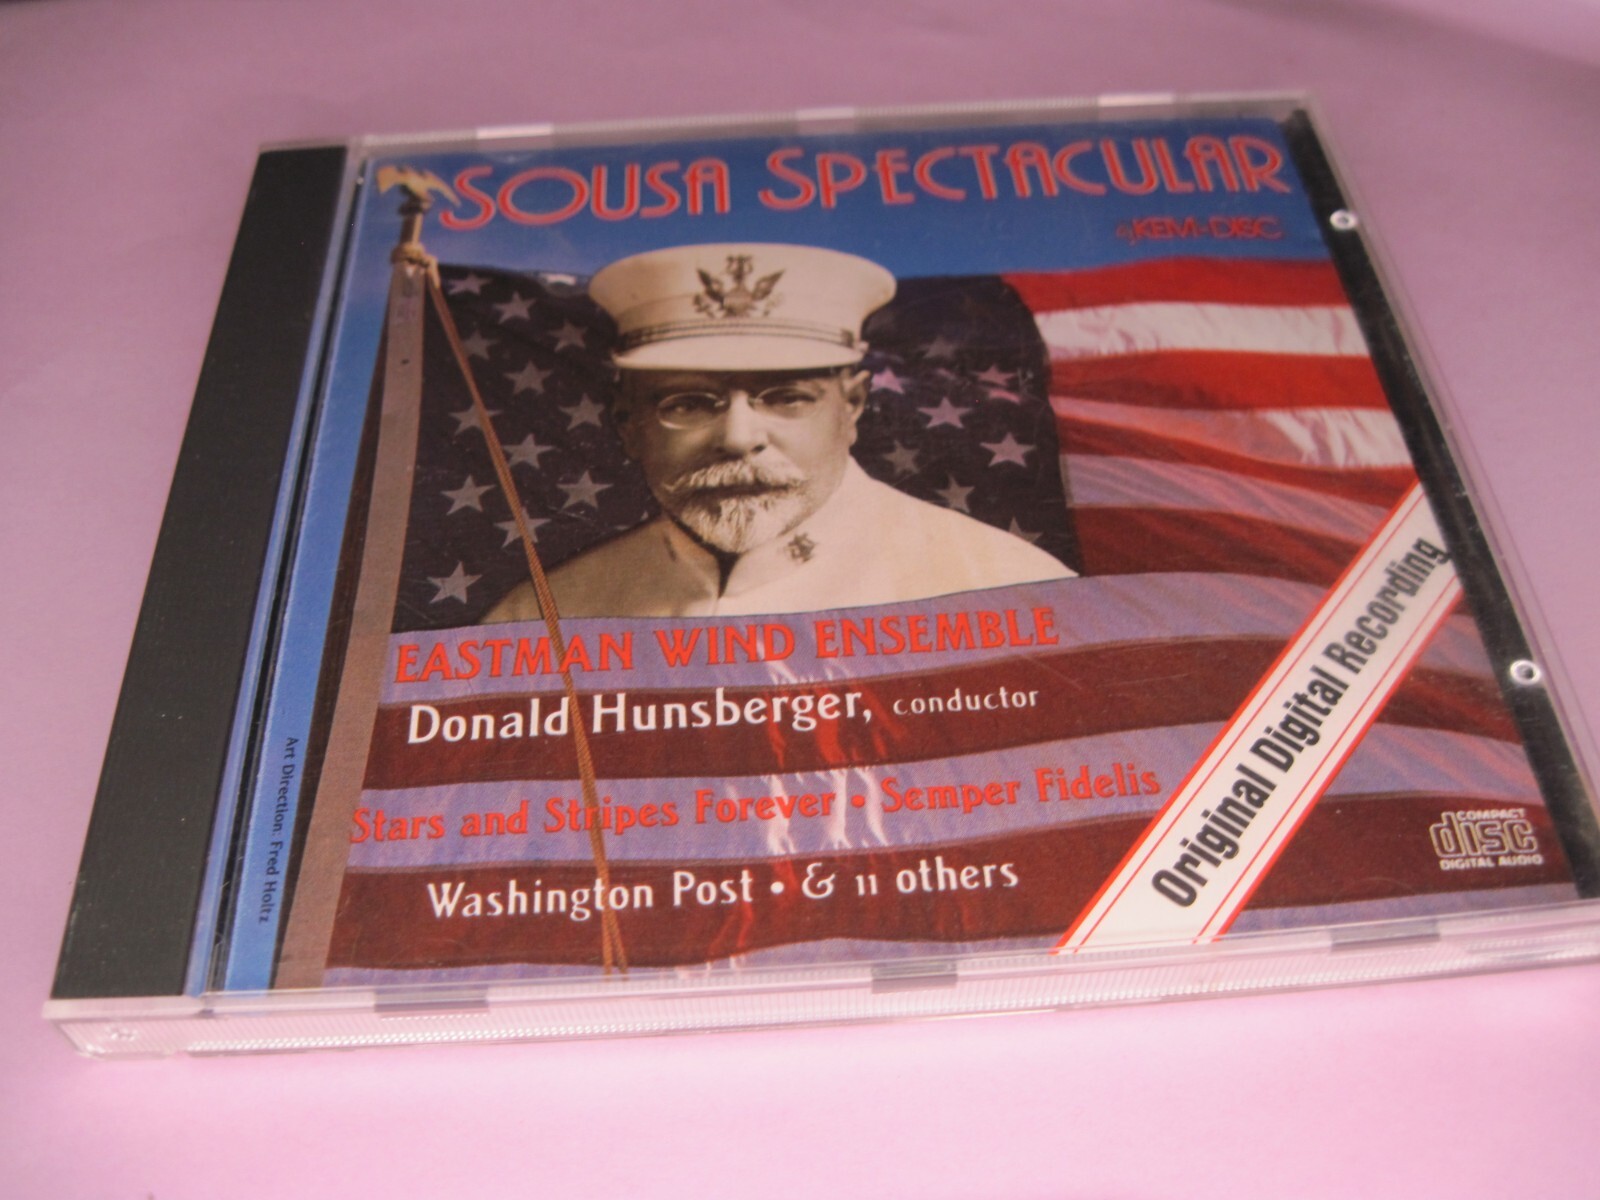 SOUSA SPECTACULAR
KEM-DISC
EASTMAN WIND ENSEMBLE
Donald Hunsberger, conductor
Stars and Stripes Forever • Semper Fidelis
Washington Post • & 11 others
Original Digital Recording
COMPACT
disc
DIGITAL AUDIO
Art Direction: Fred Holtz